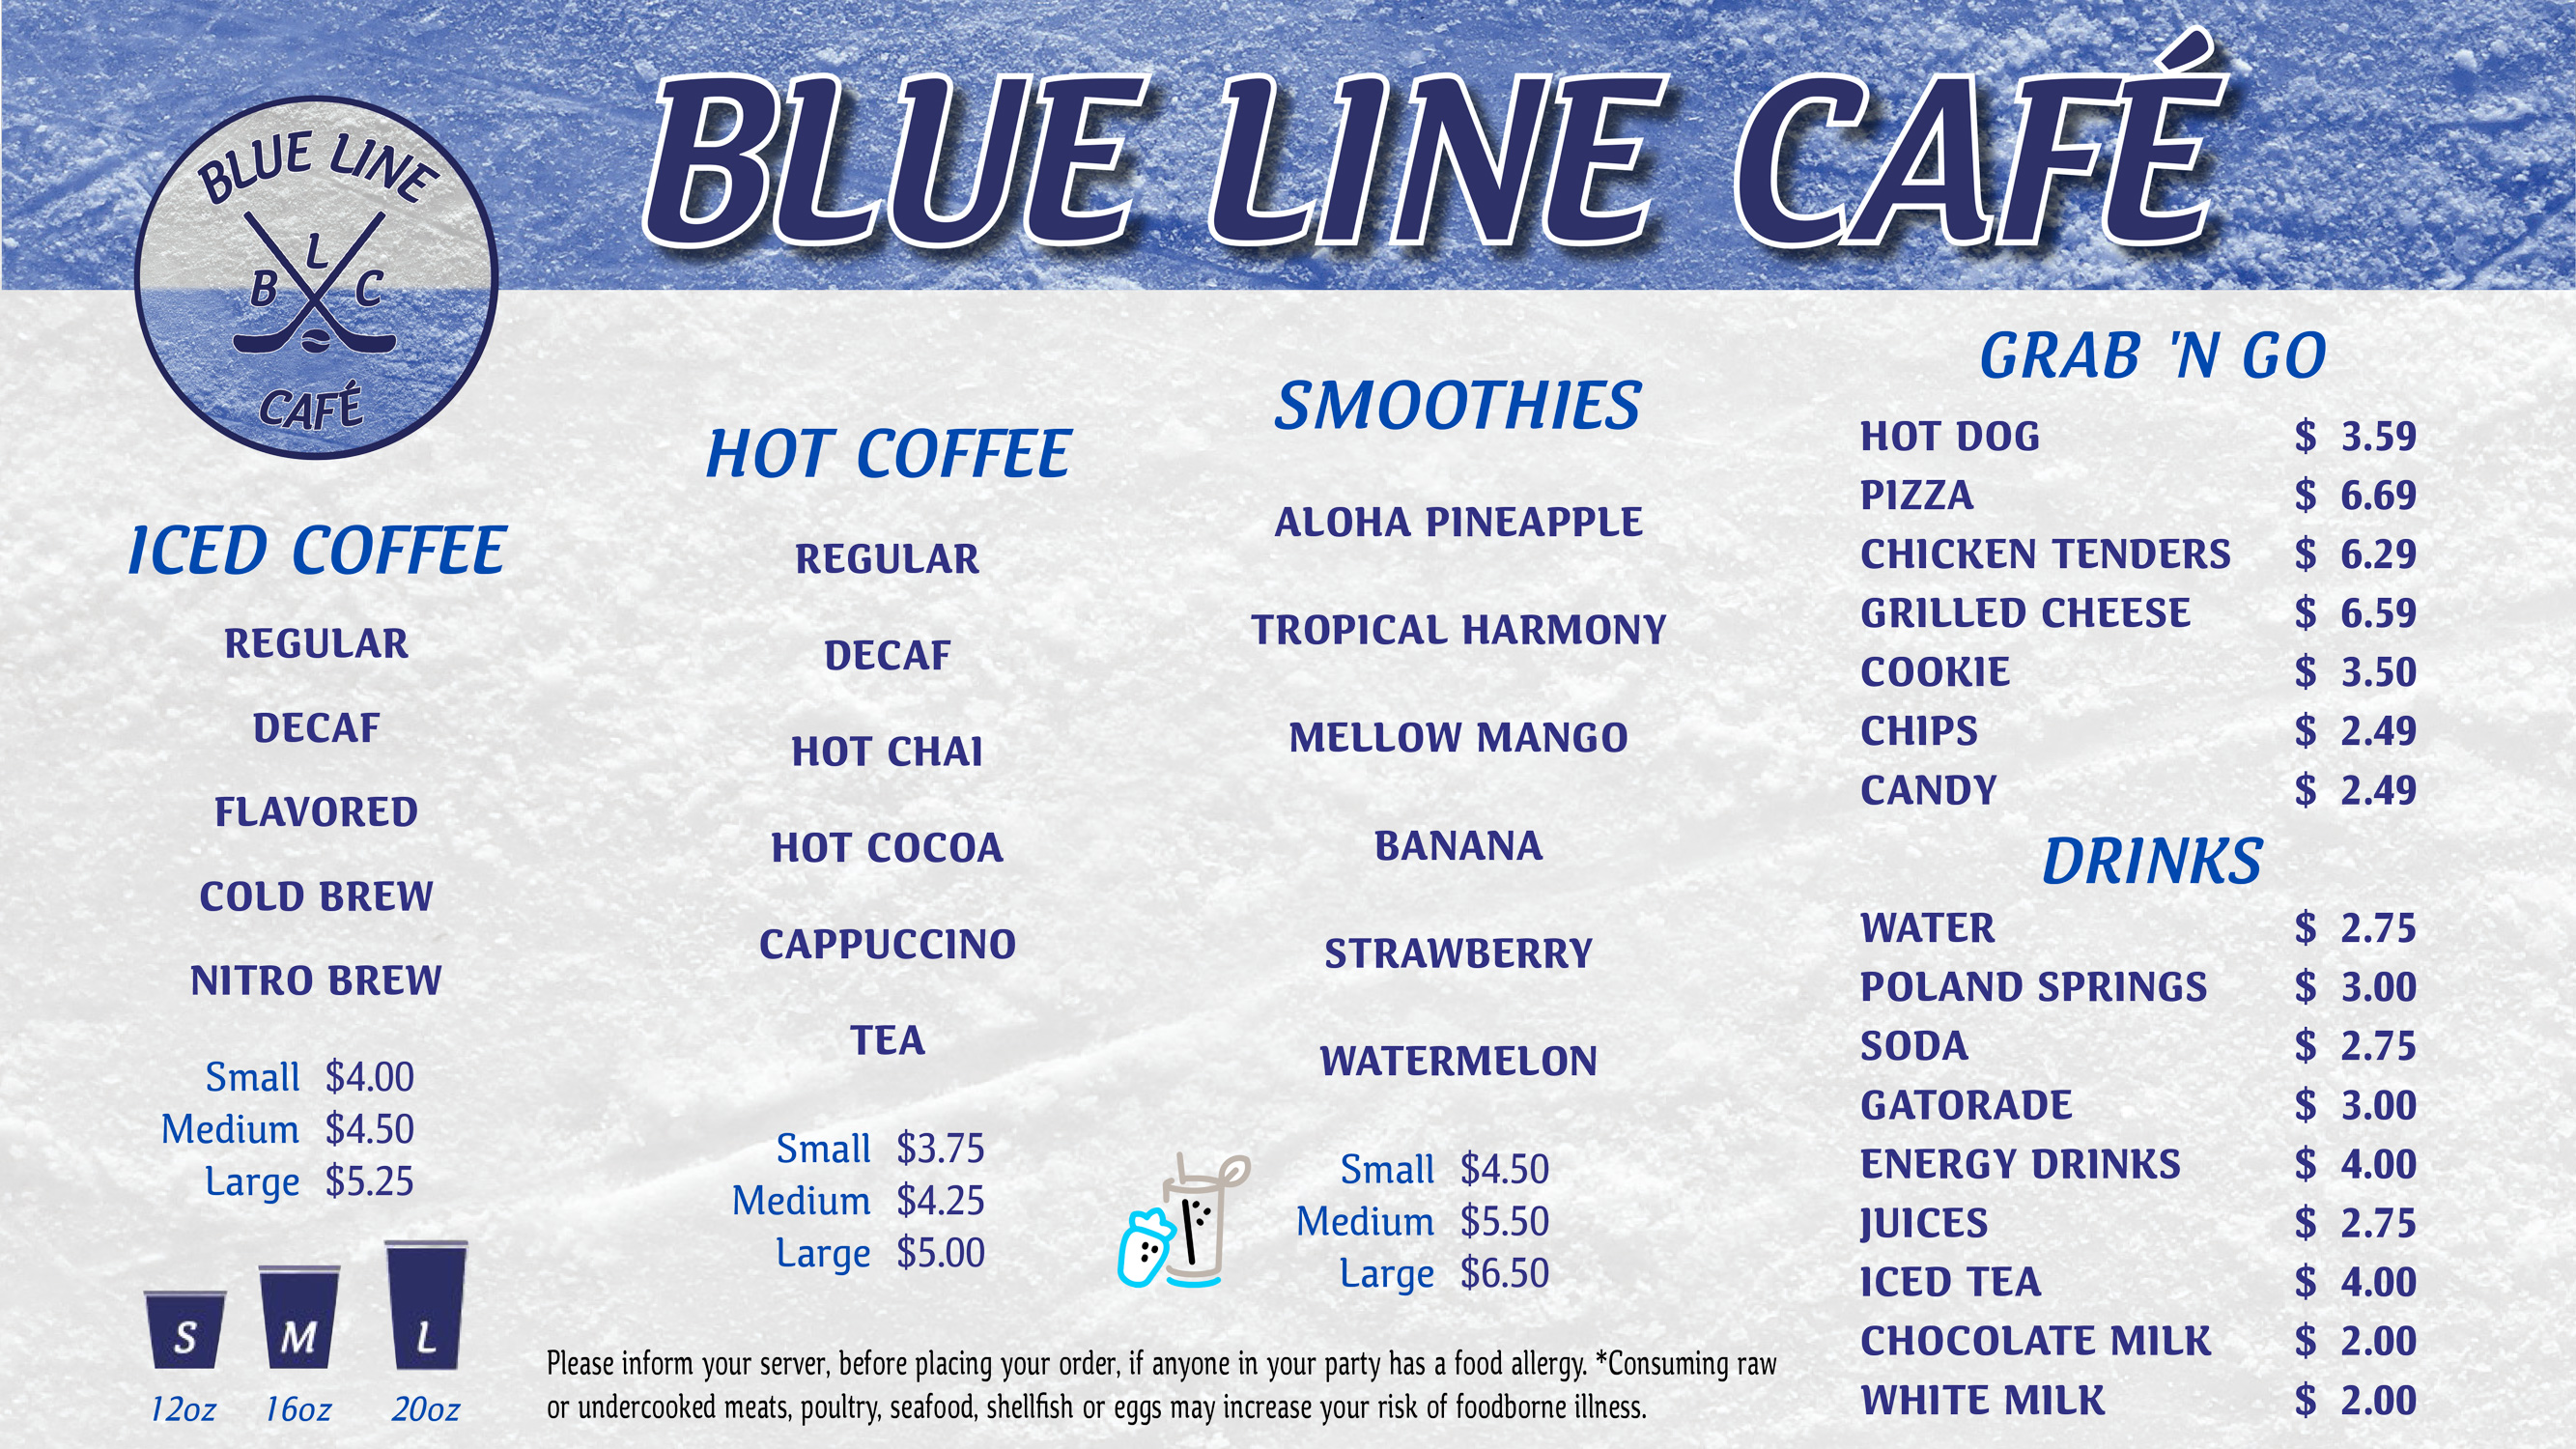 BLUE LINE CAFÉ
BLUE LINE
L
B C
CAFÉ
ICED COFFEE
REGULAR
DECAF
FLAVORED
COLD BREW
NITRO BREW
Small $4.00
Medium $4.50
Large $5.25
S M L
12oz 16oz 20oz
HOT COFFEE
REGULAR
DECAF
HOT CHAI
HOT COCOA
CAPPUCCINO
TEA
Small $3.75
Medium $4.25
Large $5.00
SMOOTHIES
ALOHA PINEAPPLE
TROPICAL HARMONY
MELLOW MANGO
BANANA
STRAWBERRY
WATERMELON
Small $4.50
Medium $5.50
Large $6.50
GRAB 'N GO
HOT DOG $ 3.59
PIZZA $ 6.69
CHICKEN TENDERS $ 6.29
GRILLED CHEESE $ 6.59
COOKIE $ 3.50
CHIPS $ 2.49
CANDY $ 2.49
DRINKS
WATER $ 2.75
POLAND SPRINGS $ 3.00
SODA $ 2.75
GATORADE $ 3.00
ENERGY DRINKS $ 4.00
JUICES $ 2.75
ICED TEA $ 4.00
CHOCOLATE MILK $ 2.00
WHITE MILK $ 2.00
Please inform your server, before placing your order, if anyone in your party has a food allergy. *Consuming raw
or undercooked meats, poultry, seafood, shellfish or eggs may increase your risk of foodborne illness.